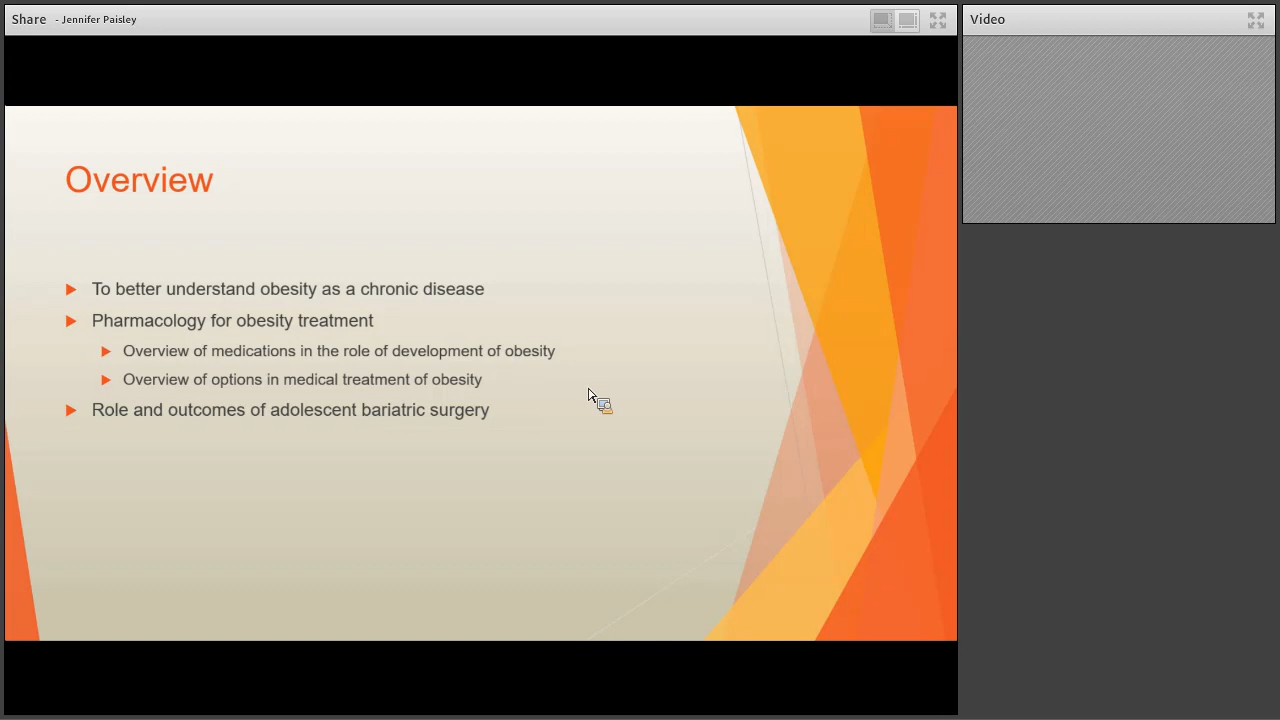 Share - Jennifer Paisley
Video
Overview
To better understand obesity as a chronic disease
Pharmacology for obesity treatment
Overview of medications in the role of development of obesity
Overview of options in medical treatment of obesity
Role and outcomes of adolescent bariatric surgery